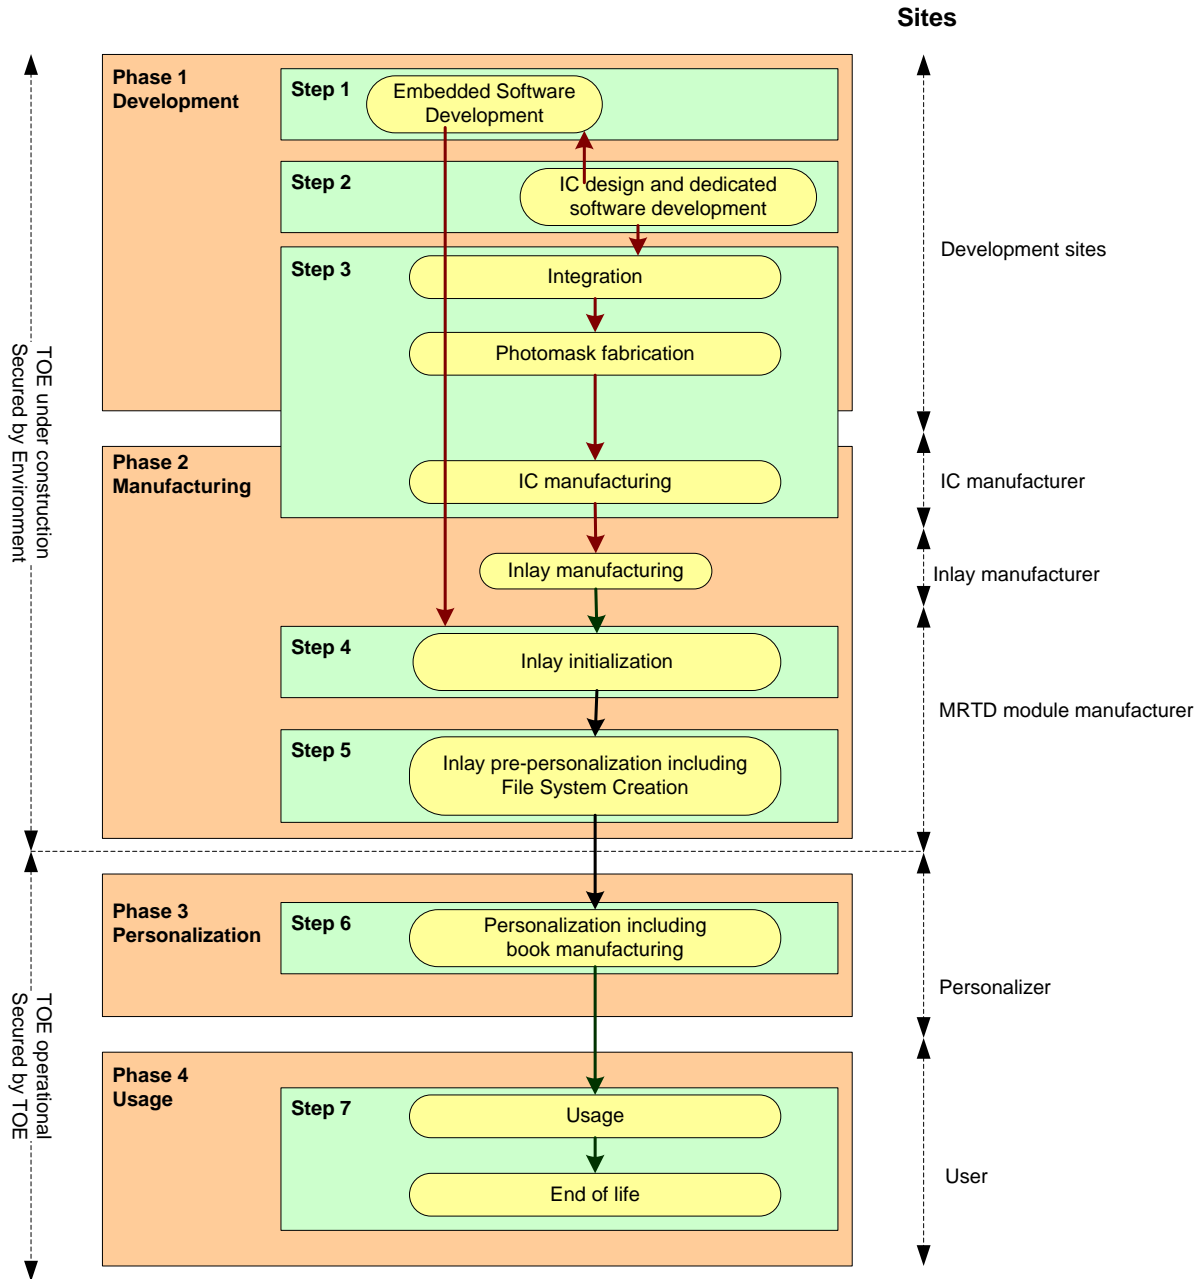 Sites
Phase 1
Development
Step 1
Embedded Software
Development
Step 2
IC design and dedicated
software development
Step 3
Integration
Development sites
Photomask fabrication
TOE under construction
Secured by Environment
Phase 2
Manufacturing
IC manufacturing
IC manufacturer
Inlay manufacturing
Inlay manufacturer
Step 4
Inlay initialization
MRTD module manufacturer
Step 5
Inlay pre-personalization including
File System Creation
Phase 3
Personalization
Step 6
Personalization including
book manufacturing
Personalizer
TOE operational
Secured by TOE
Phase 4
Usage
Step 7
Usage
User
End of life